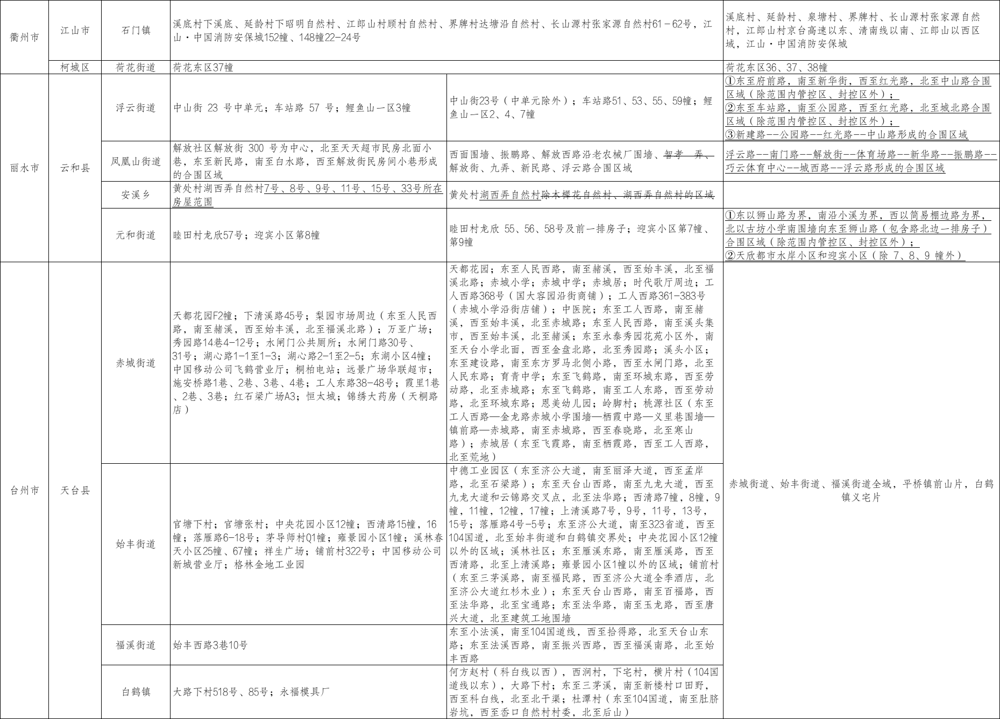 衢州市
江山市
石门镇
溪底村下溪底、延龄村下昭明自然村、江郎山村顾村自然村、界牌村达塘沿自然村、长山源村张家源自然村61-62号，江
山·中国消防安保城152幢、148幢22-24号
溪底村、延龄村、泉塘村、界牌村、长山源村张家源自然
村，江郎山村京台高速以东、清南线以南、江郎山以西区
域，江山·中国消防安保城
柯城区
荷花街道
荷花东区37幢
荷花东区36、37、38幢
丽水市
云和县
浮云街道
中山街 23 号中单元；车站路 57 号；鲤鱼山一区3幢
中山街23号（中单元除外）；车站路51、53、55、59幢；鲤
鱼山一区2、4、7幢
①东至府前路，南至新华街，西至红光路，北至中山路合围
区域（除范围内管控区、封控区外）；
②东至车站路，南至公园路，西至红光路，北至城北路合围
区域（除范围内管控区、封控区外）；
③新建路--公园路--红光路--中山路形成的合围区域
凤凰山街道
解放社区解放街 300 号为中心，北至天天超市民房北面小
巷，东至新民路，南至白水路，西至解放街民房间小巷形成
的合围区域
西面围墙、振鹏路、解放西路沿老农械厂围墙、智孝 弄、
解放街、九弄、新民路、浮云路合围区域
浮云路--南门路--解放街--体育场路--新华路--振鹏路--
巧云体育中心--城西路--浮云路形成的合围区域
安溪乡
黄处村湖西弄自然村7号、8号、9号、11号、15号、33号所在
房屋范围
黄处村湖西弄自然村除木樨花自然村、湖西弄自然村的区域
元和街道
睦田村龙欣57号；迎宾小区第8幢
睦田村龙欣 55、56、58号及前一排房子；迎宾小区第7幢、
第9幢
①东以狮山路为界，南沿小溪为界，西以简易棚边路为界，
北以古坊小学南围墙向东至狮山路（包含路北边一排房子）
合围区域（除范围内管控区、封控区外）；
②天欣都市水岸小区和迎宾小区（除 7、8、9 幢外）
台州市
天台县
赤城街道
天都花园F2幢；下清溪路45号；梨园市场周边（东至人民西
路，南至赭溪，西至始丰溪，北至福溪北路）；万亚广场；
秀园路14巷4-12号；水闸门公共厕所；水闸门路30号、
31号；湖心路1-1至1-3；湖心路2-1至2-5；东湖小区4幢；
中国移动公司飞鹤营业厅；桐柏电站；远景广场华联超市；
施安桥路1巷、2巷、3巷、4巷；工人东路38-48号；霞里1巷
、2巷、3巷；红石梁广场A3；恒太城；锦绣大药房（天桐路
店）
天都花园；东至人民西路，南至赭溪，西至始丰溪，北至福
溪北路；赤城小学；赤城中学；赤城居；时代歌厅周边；工
人西路368号（国大容园沿街商铺）；工人西路361-383号
（赤城小学沿街店铺）；中医院；东至工人西路，南至赭
溪，西至始丰溪，北至赤城路；东至人民西路，南至溪头集
市，西至始丰溪，北至赭溪；东至永泰秀园花苑小区外，南
至天台小学北面，西至金盘北路，北至秀园路；溪头小区；
东至建设路，南至东方罗马北侧小路，西至水闸门路，北至
人民东路；育青中学；东至飞鹤路，南至环城东路，西至劳
动路，北至赤城路；东至飞鹤路，南至工人东路，西至劳动
路，北至环城东路；恩美幼儿园；岭脚村；桃源社区（东至
工人西路—金龙路赤城小学围墙—栖霞中路—义里巷围墙—
镇前路—赤城路，南至赤城路，西至春晓路，北至寒山
路）；赤城居（东至飞霞路，南至栖霞路，西至工人西路，
北至荒地）
赤城街道、始丰街道、福溪街道全域，平桥镇前山片，白鹤
镇义宅片
始丰街道
官塘下村；官塘张村；中央花园小区12幢；西清路15幢，16
幢；落雁路6-18号；茅导师村Q1幢；雍景园小区1幢；溪林春
天小区25幢、67幢；祥生广场；铺前村322号；中国移动公司
新城营业厅；格林金地工业园
中德工业园区（东至济公大道，南至丽泽大道，西至孟岸
路，北至石梁路）；东至天台山西路，南至九龙大道，西至
九龙大道和云锦路交叉点，北至法华路；西清路7幢，8幢，9
幢，11幢，12幢，17幢；上清溪路7号，9号，11号，13号，
15号；落雁路4号-5号；东至济公大道，南至323省道，西至
104国道，北至始丰街道和白鹤镇交界处；中央花园小区12幢
以外的区域；溪林社区；东至雁溪东路，南至雁溪路，西至
西清路，北至上清溪路；雍景园小区1幢以外的区域；铺前村
（东至三茅溪路，南至福民路，西至济公大道全季酒店，北
至济公大道红杉木业）；东至天台山西路，南至百福路，西
至法华路，北至宝通路；东至法华路，南至玉龙路，西至唐
兴大道，北至建筑工地围墙
福溪街道
始丰西路3巷10号
东至小法溪，南至104国道线，西至拾得路，北至天台山东
路；东至法溪西路，南至振兴西路，西至福溪南路，北至始
丰西路
白鹤镇
大路下村518号、85号；永福模具厂
何方赵村（科白线以西），西涧村，下宅村，横片村（104国
道线以东），大路下村；东至三茅溪，南至新楼村口田野，
西至科白线，北至北干渠；杜潭村（东至104国道，南至肚脐
岩坑，西至岙口自然村村委，北至后山）